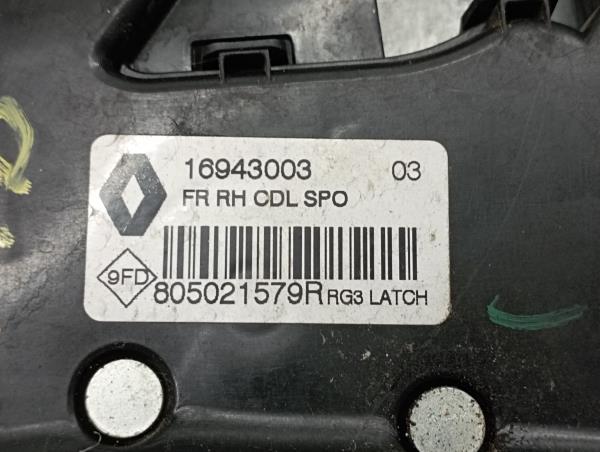 16943003 03
FR RH CDL SPO
9FD
805021579R RG3 LATCH